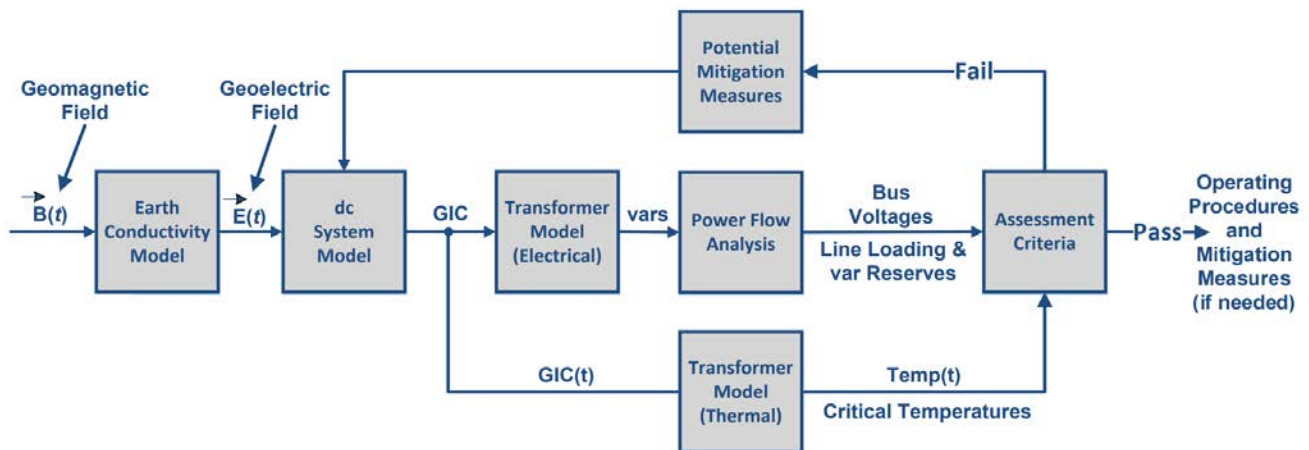 Potential
Mitigation
Measures
Fail
Geomagnetic
Field
Geoelectric
Field
B(t)
Earth
Conductivity
Model
E(t)
dc
System
Model
GIC
Transformer
Model
(Electrical)
vars
Power Flow
Analysis
Bus
Voltages
Line Loading &
var Reserves
Assessment
Criteria
Pass
Operating
Procedures
and
Mitigation
Measures
(if needed)
GIC(t)
Transformer
Model
(Thermal)
Temp(t)
Critical Temperatures